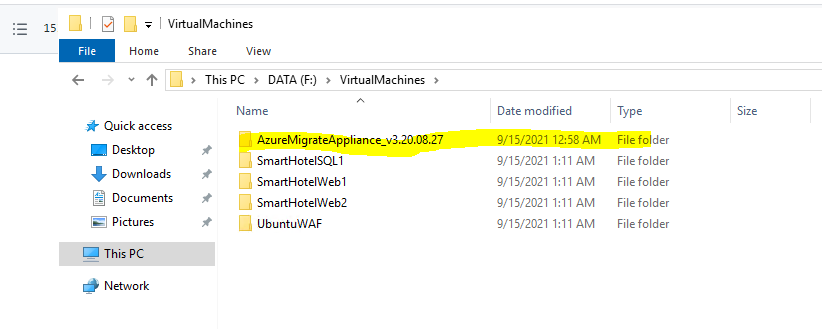 15
VirtualMachines
File Home Share View
This PC > DATA (F:) > VirtualMachines >
Name Date modified Type Size
Quick access
Desktop
Downloads
Documents
Pictures
This PC
Network
AzureMigrateAppliance_v3.20.08.27 9/15/2021 12:58 AM File folder
SmartHotelSQL1 9/15/2021 1:11 AM File folder
SmartHotelWeb1 9/15/2021 1:11 AM File folder
SmartHotelWeb2 9/15/2021 1:11 AM File folder
UbuntuWAF 9/15/2021 1:11 AM File folder